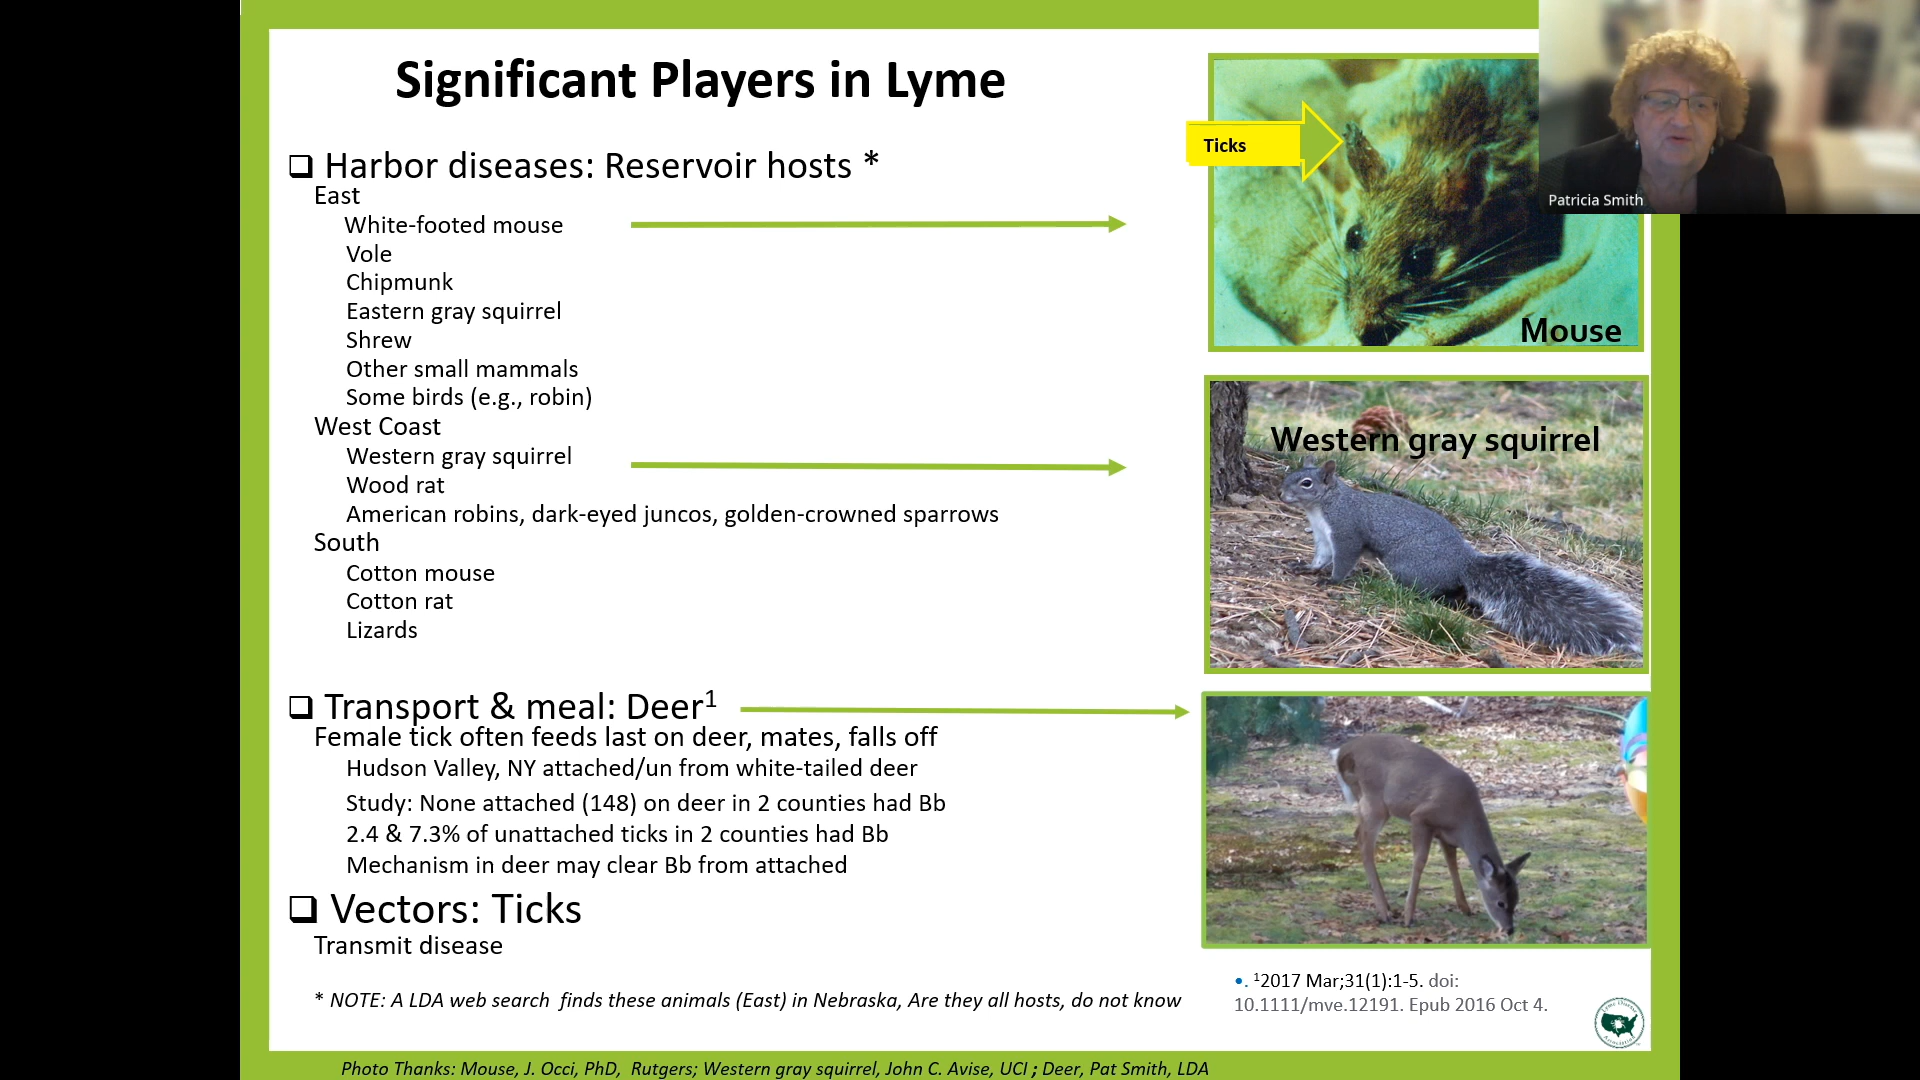 Significant Players in Lyme
Harbor diseases: Reservoir hosts *
East
White-footed mouse
Vole
Chipmunk
Eastern gray squirrel
Shrew
Other small mammals
Some birds (e.g., robin)
West Coast
Western gray squirrel
Wood rat
American robins, dark-eyed juncos, golden-crowned sparrows
South
Cotton mouse
Cotton rat
Lizards
Transport & meal: Deer¹
Female tick often feeds last on deer, mates, falls off
Hudson Valley, NY attached/un from white-tailed deer
Study: None attached (148) on deer in 2 counties had Bb
2.4 & 7.3% of unattached ticks in 2 counties had Bb
Mechanism in deer may clear Bb from attached
Vectors: Ticks
Transmit disease
* NOTE: A LDA web search finds these animals (East) in Nebraska, Are they all hosts, do not know
Ticks
Mouse
Patricia Smith
Western gray squirrel
•. ¹2017 Mar;31(1):1-5. doi:
10.1111/mve.12191. Epub 2016 Oct 4.
Photo Thanks: Mouse, J. Occi, PhD, Rutgers; Western gray squirrel, John C. Avise, UCI ; Deer, Pat Smith, LDA